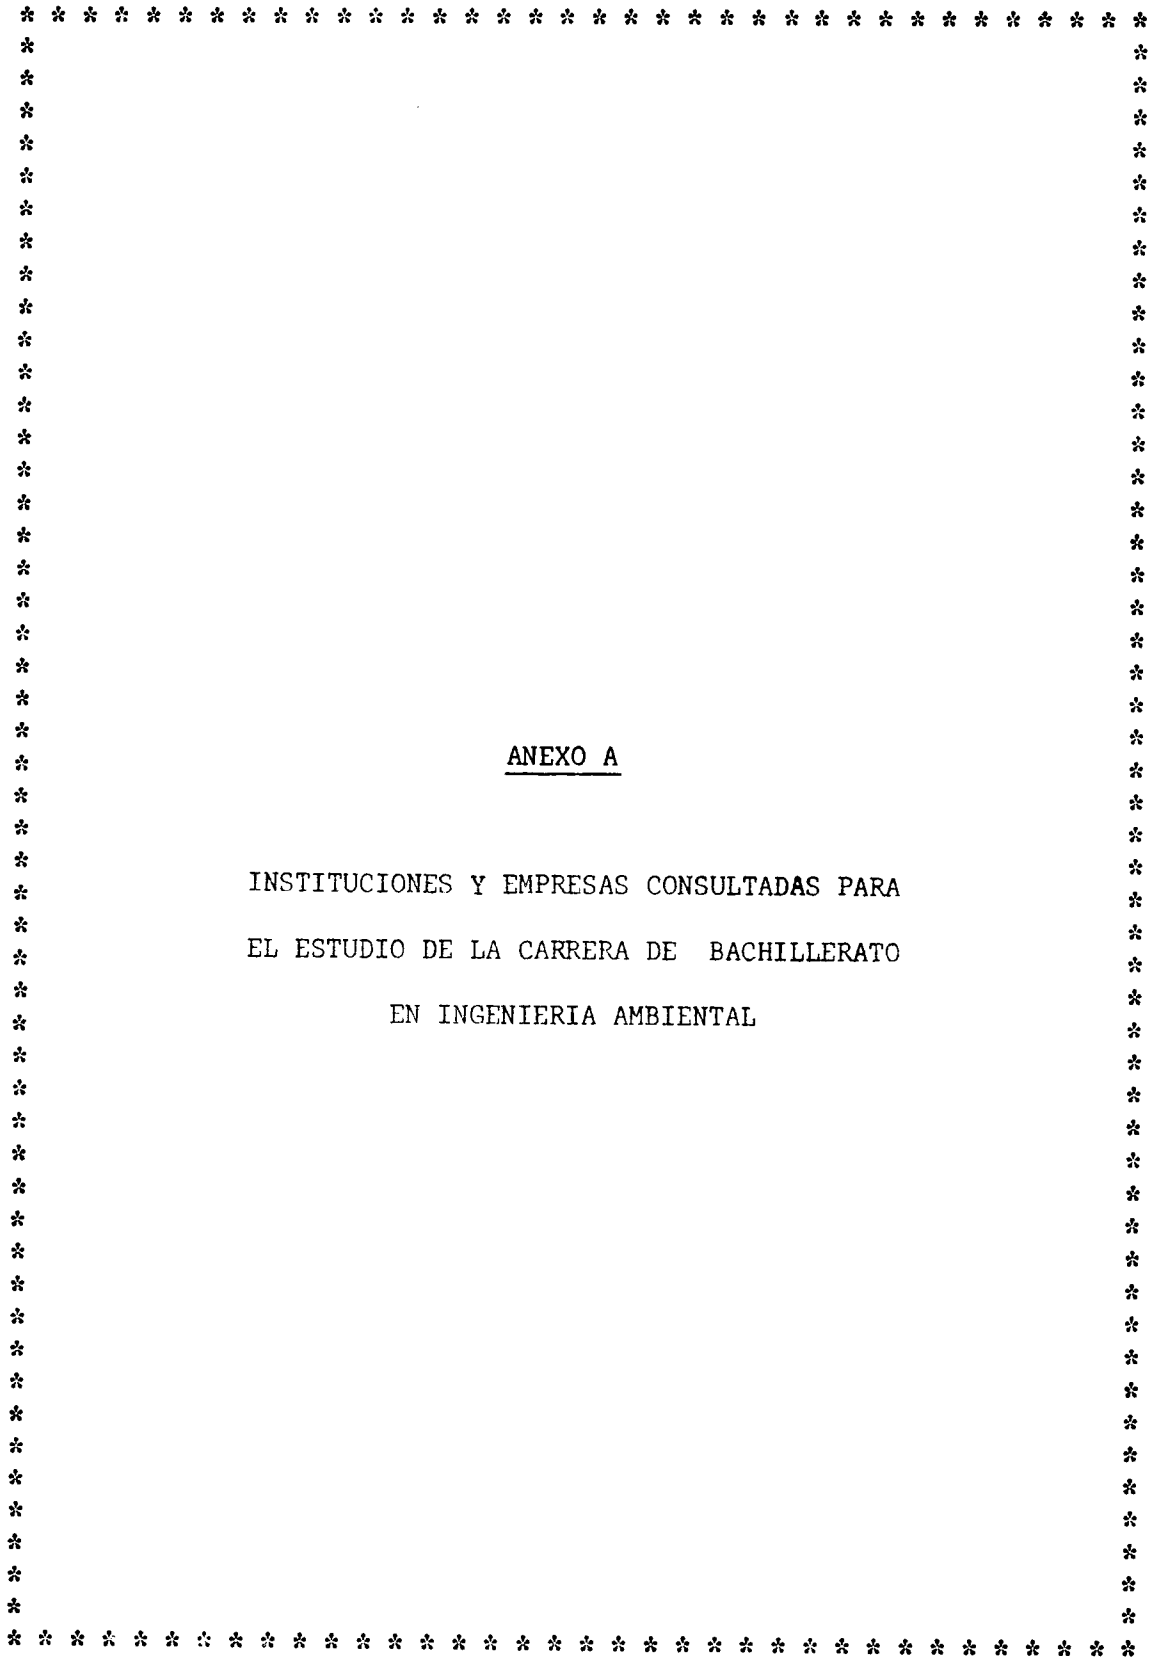 ANEXO A
INSTITUCIONES Y EMPRESAS CONSULTADAS PARA
EL ESTUDIO DE LA CARRERA DE BACHILLERATO
EN INGENIERIA AMBIENTAL